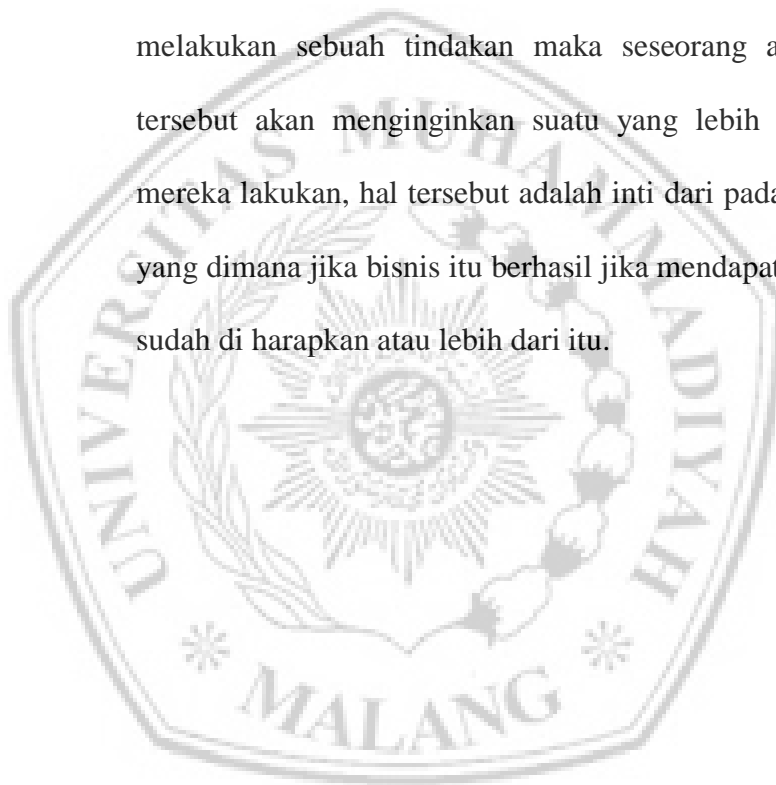 melakukan sebuah tindakan maka seseorang a
tersebut akan menginginkan suatu yang lebih
mereka lakukan, hal tersebut adalah inti dari pada
yang dimana jika bisnis itu berhasil jika mendapat
sudah di harapkan atau lebih dari itu.
UNIVERSITAS MUHAMMADIYAH
MALANG